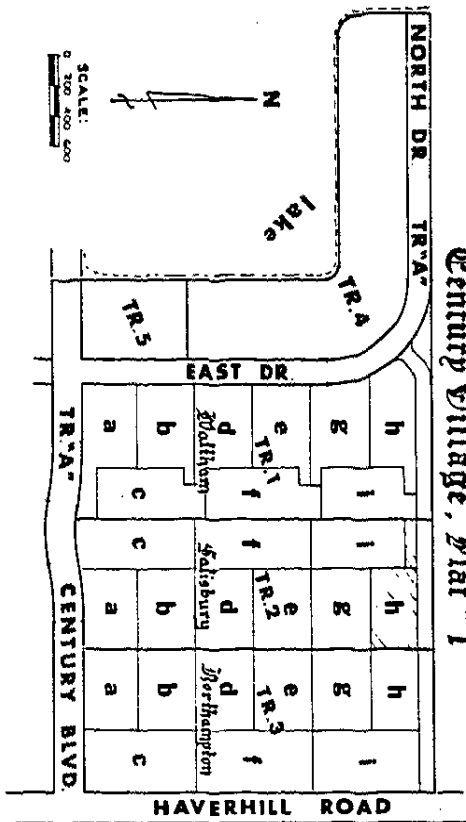 Century Village, Plat 1
NORTH DR. TR"A"
SCALE:
0 200 400 600
N
lake
TR.4
TR.5
EAST DR.
h
g
e
d
b
a
TR.1
Waltham
i
f
c
i
f
c
h
g
e
d
b
a
TR.2
Salisbury
h
g
e
d
b
a
TR.3
Northampton
i
f
c
TR"A" CENTURY BLVD.
HAVERHILL ROAD